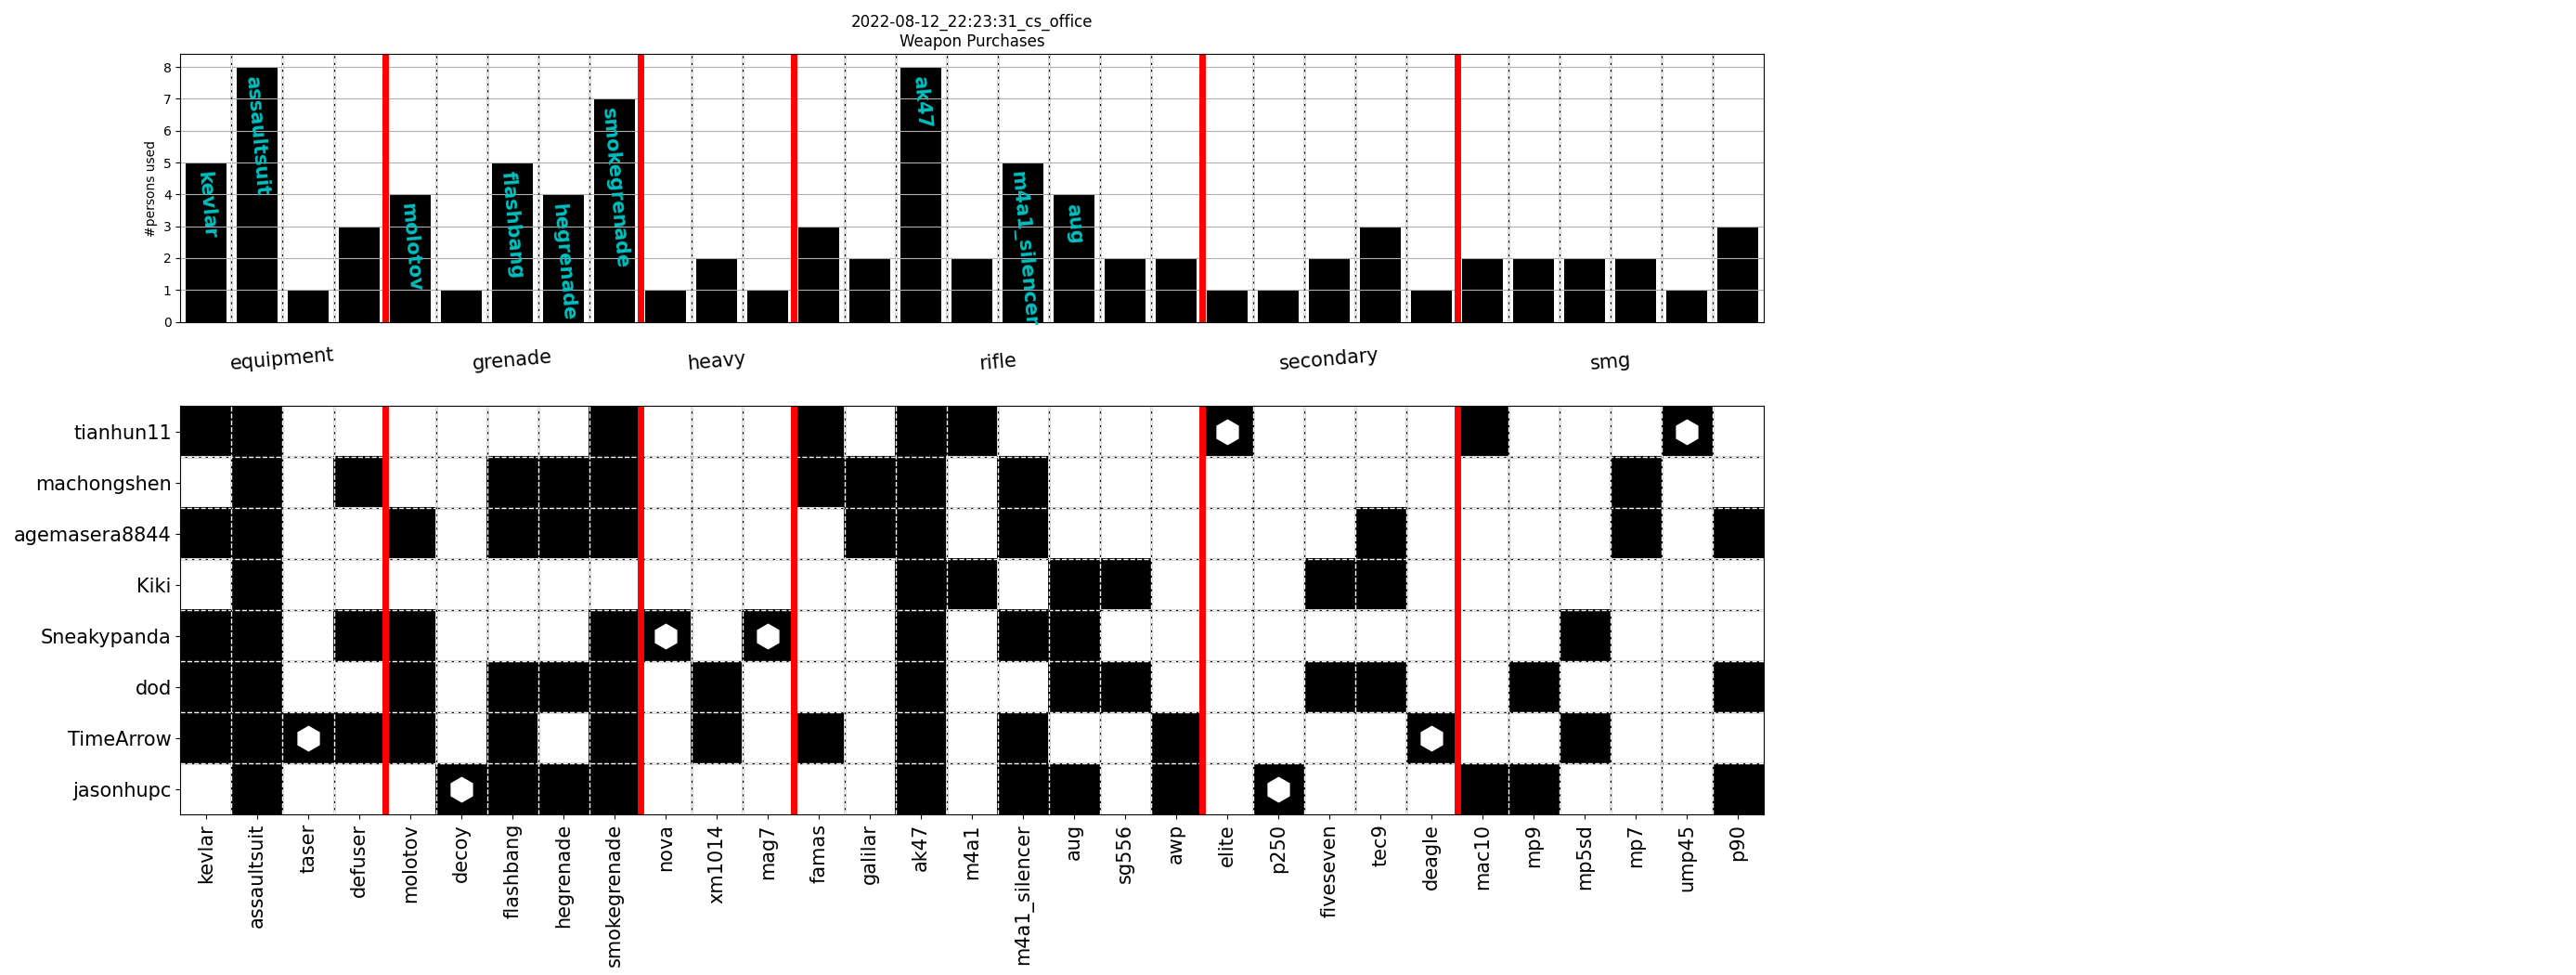 2022-08-12_22:23:31_cs_office
Weapon Purchases
#persons used
8
7
6
5
4
3
2
1
0
kevlar
assaultsuit
molotov
flashbang
hegrenade
smokegrenade
ak47
m4a1_silencer
aug
equipment
grenade
heavy
rifle
secondary
smg
tianhun11
machongshen
agemasera8844
Kiki
Sneakypanda
dod
TimeArrow
jasonhupc
kevlar
assaultsuit
taser
defuser
molotov
decoy
flashbang
hegrenade
smokegrenade
nova
xm1014
mag7
famas
galilar
ak47
m4a1
m4a1_silencer
aug
sg556
awp
elite
p250
fiveseven
tec9
deagle
mac10
mp9
mp5sd
mp7
ump45
p90